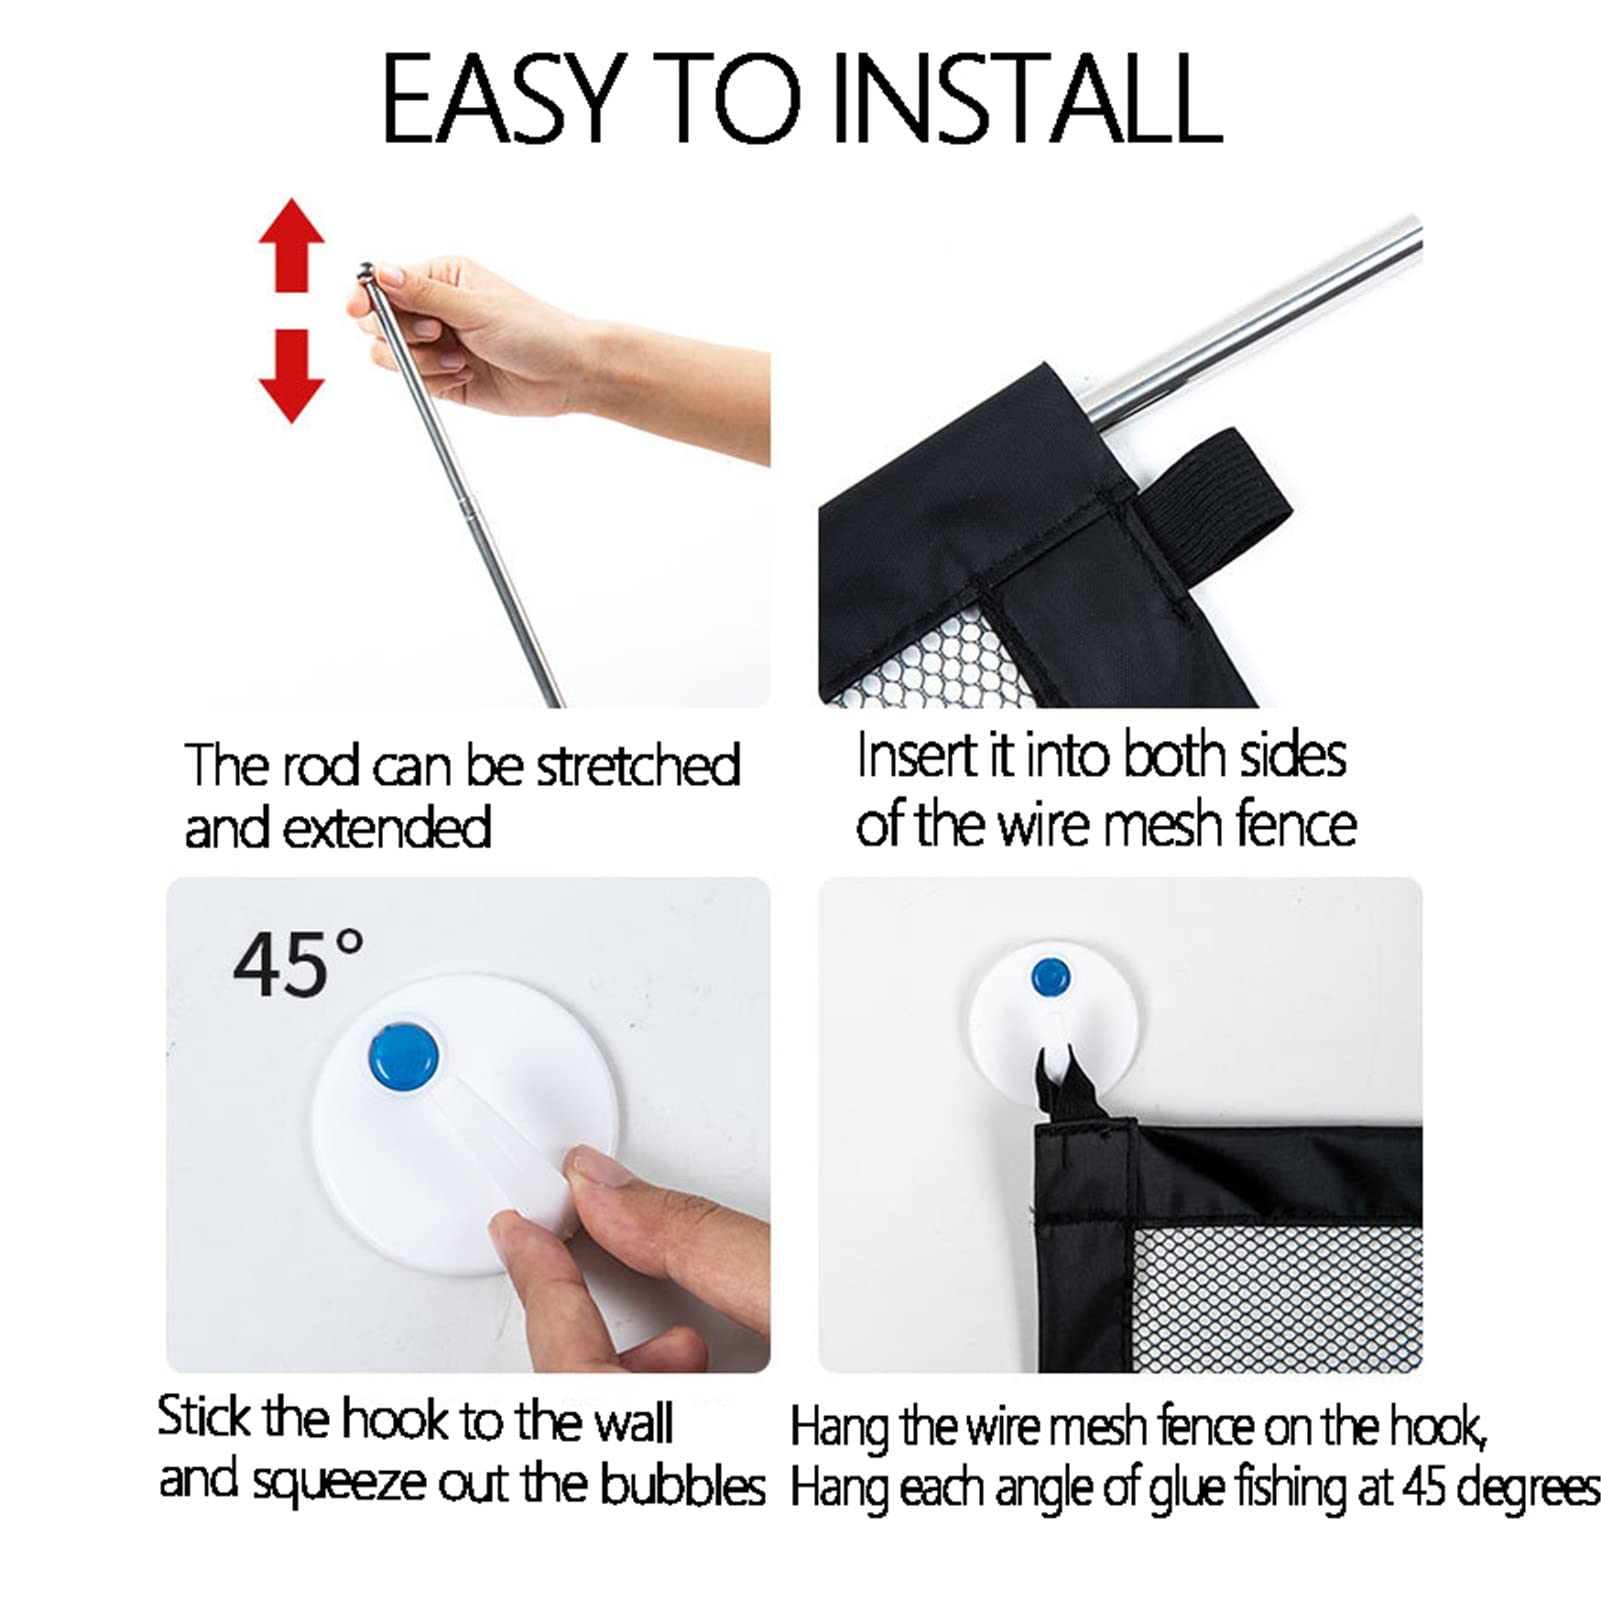 EASY TO INSTALL
The rod can be stretched
and extended
Insert it into both sides
of the wire mesh fence
45°
Stick the hook to the wall
and squeeze out the bubbles
Hang the wire mesh fence on the hook,
Hang each angle of glue fishing at 45 degrees